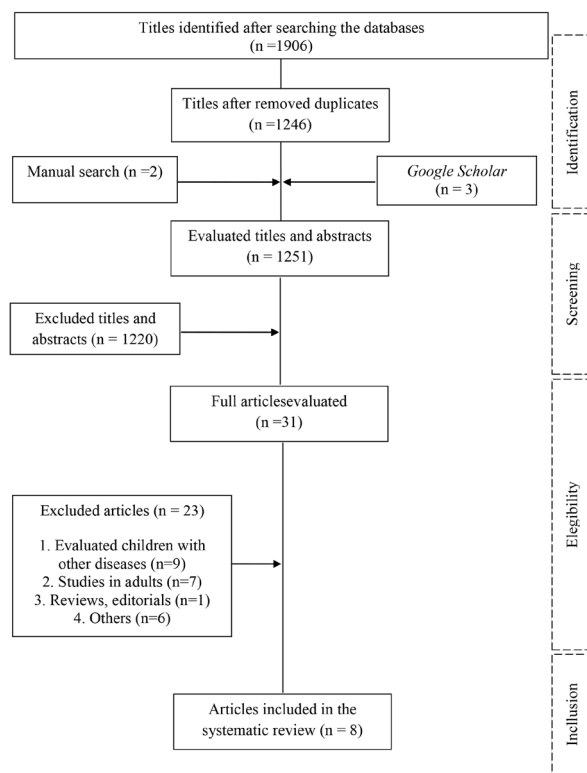 Titles identified after searching the databases
(n =1906)
Titles after removed duplicates
(n =1246)
Manual search (n =2)
Google Scholar
(n = 3)
Identification
Evaluated titles and abstracts
(n = 1251)
Screening
Excluded titles and
abstracts (n = 1220)
Full articlesevaluated
(n =31)
Elegibility
Excluded articles (n = 23)
1. Evaluated children with
other diseases (n=9)
2. Studies in adults (n=7)
3. Reviews, editorials (n=1)
4. Others (n=6)
Articles included in the
systematic review (n = 8)
Incllusion